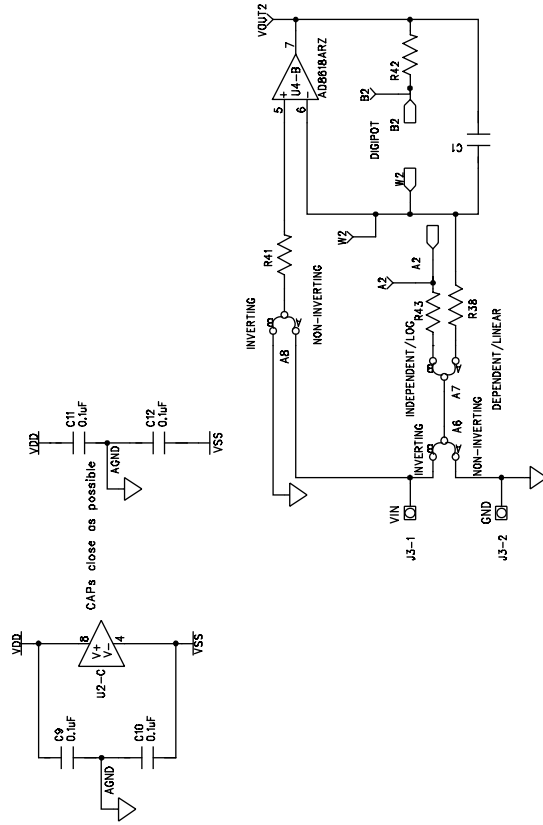 VDD
C9
0.1uF
AGND
C10
0.1uF
8
V+
V-
4
U2-C
VSS
CAPs close as possible
VDD
C11
0.1uF
AGND
C12
0.1uF
VSS
VOUT2
7
U4-B
AD8618ARZ
5
+
6
-
R41
INVERTING
B
A
A8
NON-INVERTING
R42
B2
B2
DIGIPOT
W2
W2
C1
A2
A2
R43
R38
INDEPENDENT/LOG
B
A
A7
DEPENDENT/LINEAR
INVERTING
B
A
A6
NON-INVERTING
VIN
J3-1
GND
J3-2